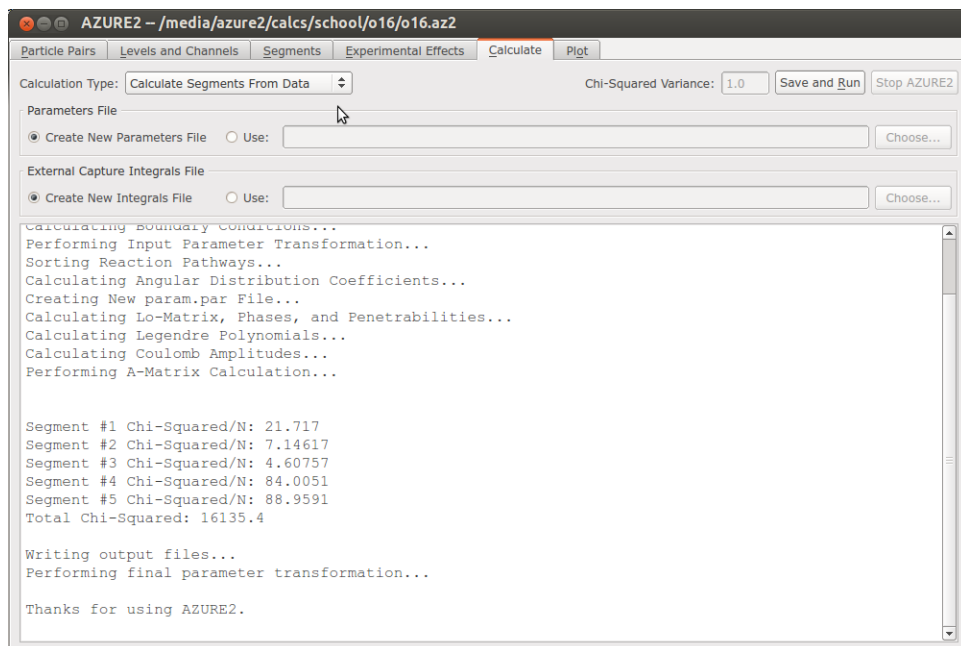 AZURE2 -- /media/azure2/calcs/school/o16/o16.az2
Particle Pairs Levels and Channels Segments Experimental Effects Calculate Plot
Calculation Type: Calculate Segments From Data Chi-Squared Variance: 1.0 Save and Run Stop AZURE2
Parameters File
Create New Parameters File Use: Choose...
External Capture Integrals File
Create New Integrals File Use: Choose...
Calculating Boundary Conditions...
Performing Input Parameter Transformation...
Sorting Reaction Pathways...
Calculating Angular Distribution Coefficients...
Creating New param.par File...
Calculating Lo-Matrix, Phases, and Penetrabilities...
Calculating Legendre Polynomials...
Calculating Coulomb Amplitudes...
Performing A-Matrix Calculation...
Segment #1 Chi-Squared/N: 21.717
Segment #2 Chi-Squared/N: 7.14617
Segment #3 Chi-Squared/N: 4.60757
Segment #4 Chi-Squared/N: 84.0051
Segment #5 Chi-Squared/N: 88.9591
Total Chi-Squared: 16135.4
Writing output files...
Performing final parameter transformation...
Thanks for using AZURE2.